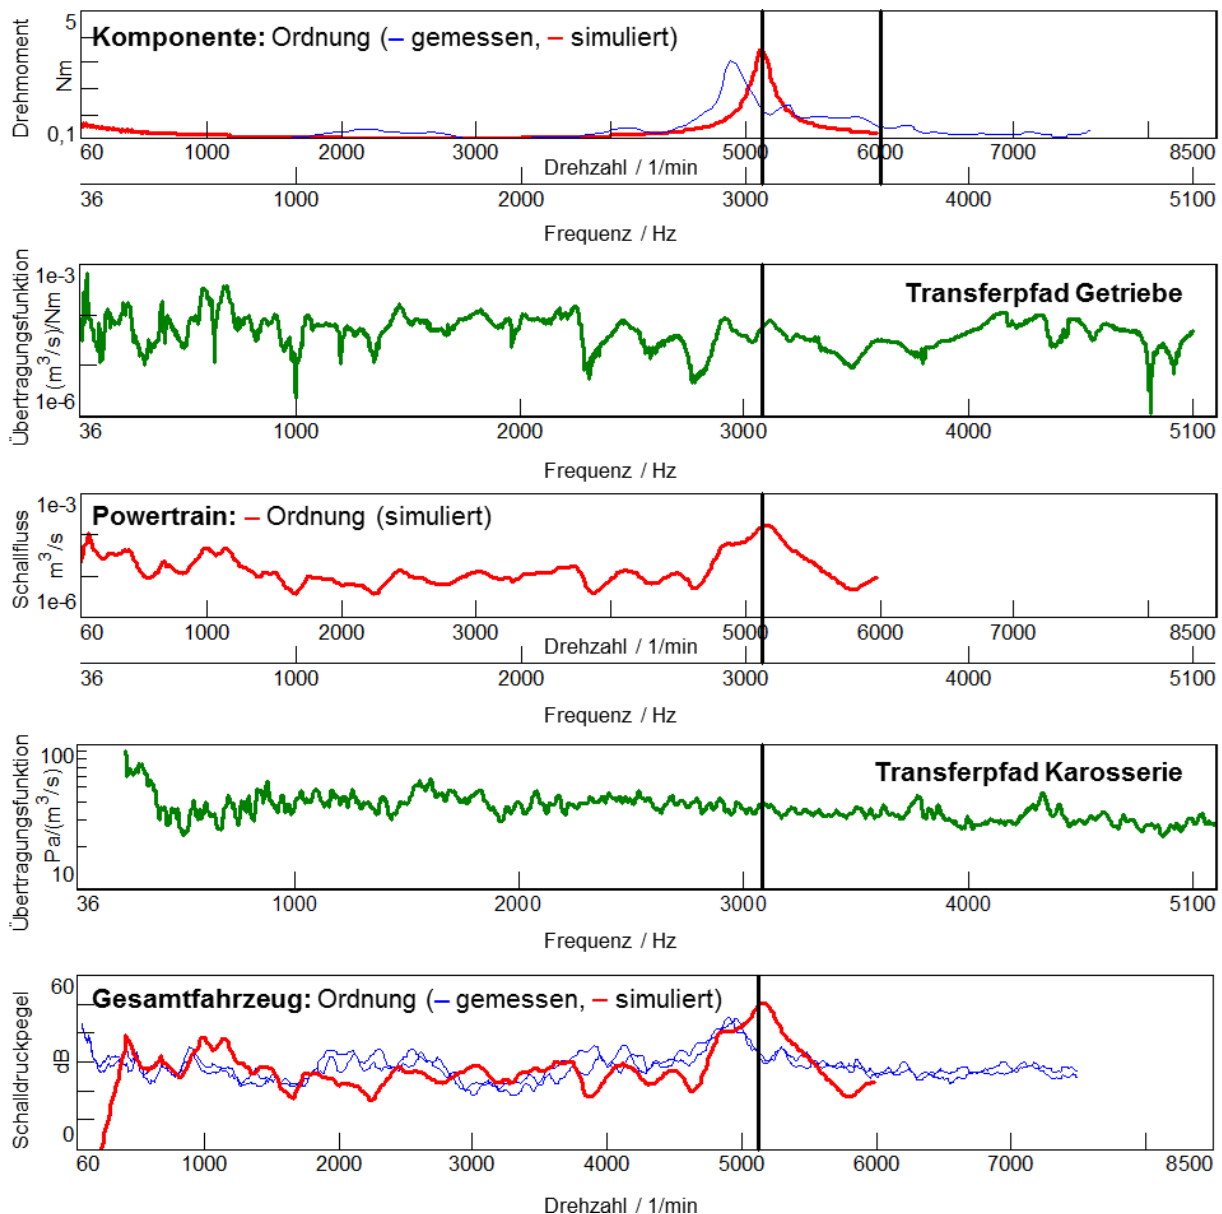 Drehmoment
Nm
5
0,1
Komponente: Ordnung (– gemessen, – simuliert)
60 1000 2000 3000 5000 6000 7000 8500
Drehzahl / 1/min
36 1000 2000 3000 4000 5100
Frequenz / Hz
Übertragungsfunktion
(m³/s)/Nm
1e-3
1e-6
Transferpfad Getriebe
36 1000 2000 3000 4000 5100
Frequenz / Hz
Schallfluss
m³/s
1e-3
1e-6
Powertrain: – Ordnung (simuliert)
60 1000 2000 3000 5000 6000 7000 8500
Drehzahl / 1/min
36 1000 2000 3000 4000 5100
Frequenz / Hz
Übertragungsfunktion
Pa/(m³/s)
100
10
Transferpfad Karosserie
36 1000 2000 3000 4000 5100
Frequenz / Hz
Schalldruckpegel
dB
60
0
Gesamtfahrzeug: Ordnung (– gemessen, – simuliert)
60 1000 2000 3000 4000 5000 6000 7000 8500
Drehzahl / 1/min